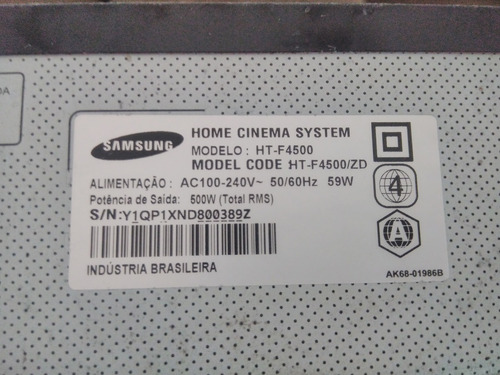 DA
SAMSUNG
HOME CINEMA SYSTEM
MODELO : HT-F4500
MODEL CODE :HT-F4500/ZD
ALIMENTAÇÃO : AC100-240V~ 50/60Hz 59W
Potência de Saída: 500W (Total RMS)
S/N:Y1QP1XND800389Z
INDÚSTRIA BRASILEIRA
4
A
AK68-01986B